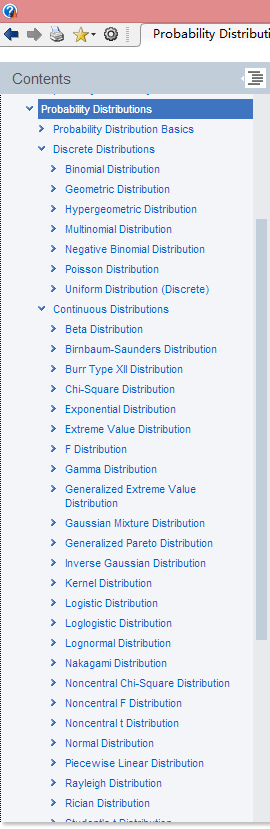 Probability Distributi
Contents
Probability Distributions
Probability Distribution Basics
Discrete Distributions
Binomial Distribution
Geometric Distribution
Hypergeometric Distribution
Multinomial Distribution
Negative Binomial Distribution
Poisson Distribution
Uniform Distribution (Discrete)
Continuous Distributions
Beta Distribution
Birnbaum-Saunders Distribution
Burr Type XII Distribution
Chi-Square Distribution
Exponential Distribution
Extreme Value Distribution
F Distribution
Gamma Distribution
Generalized Extreme Value
Distribution
Gaussian Mixture Distribution
Generalized Pareto Distribution
Inverse Gaussian Distribution
Kernel Distribution
Logistic Distribution
Loglogistic Distribution
Lognormal Distribution
Nakagami Distribution
Noncentral Chi-Square Distribution
Noncentral F Distribution
Noncentral t Distribution
Normal Distribution
Piecewise Linear Distribution
Rayleigh Distribution
Rician Distribution
Student's t Distribution